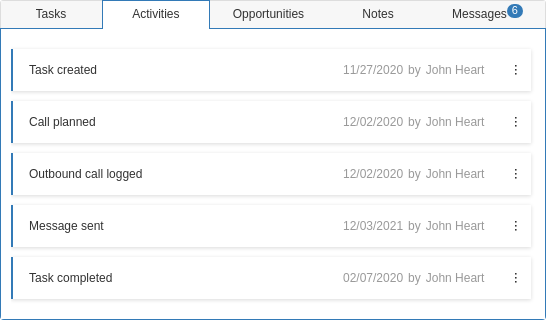 Tasks Activities Opportunities Notes Messages 6
Task created 11/27/2020 by John Heart
Call planned 12/02/2020 by John Heart
Outbound call logged 12/02/2020 by John Heart
Message sent 12/03/2021 by John Heart
Task completed 02/07/2020 by John Heart